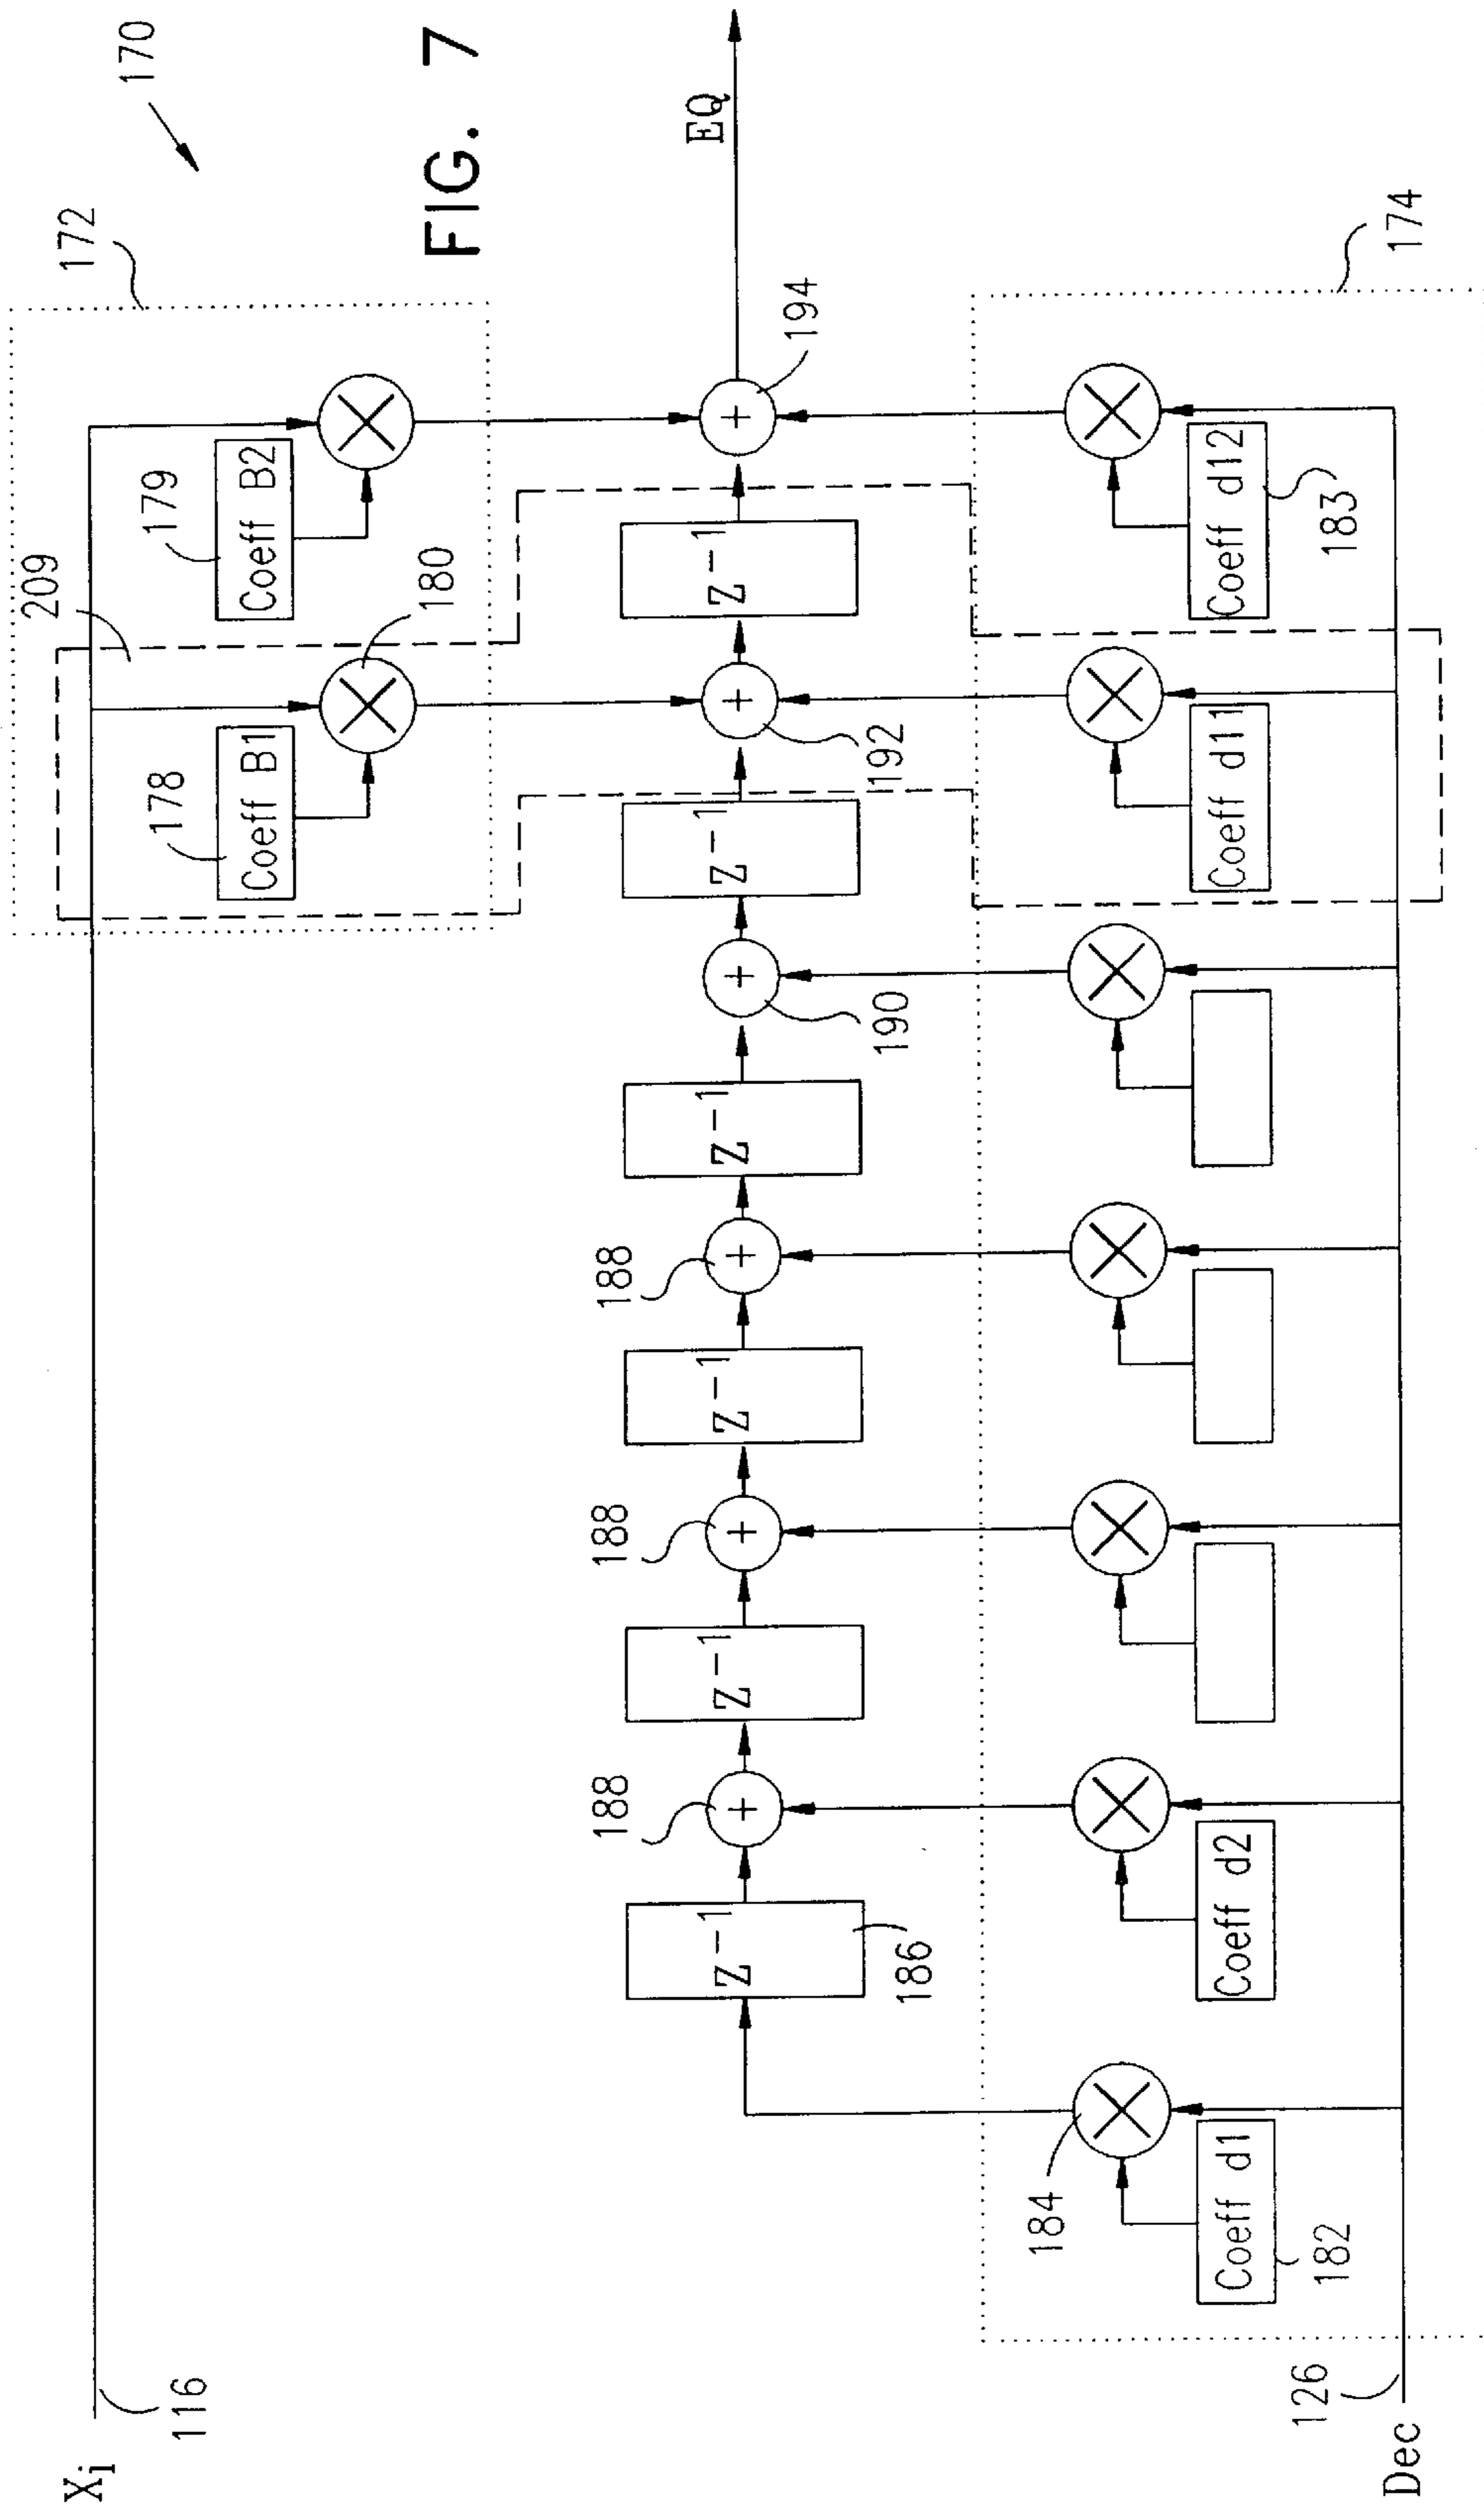 170
FIG. 7
172
209
179
Coeff B2
178
Coeff B1
180
EQ
194
Z⁻¹
192
Z⁻¹
190
Z⁻¹
188
Z⁻¹
188
Z⁻¹
188
Z⁻¹
186
174
Coeff d12
183
Coeff d11
Coeff d2
184
Coeff d1
182
Xi
116
126
Dec